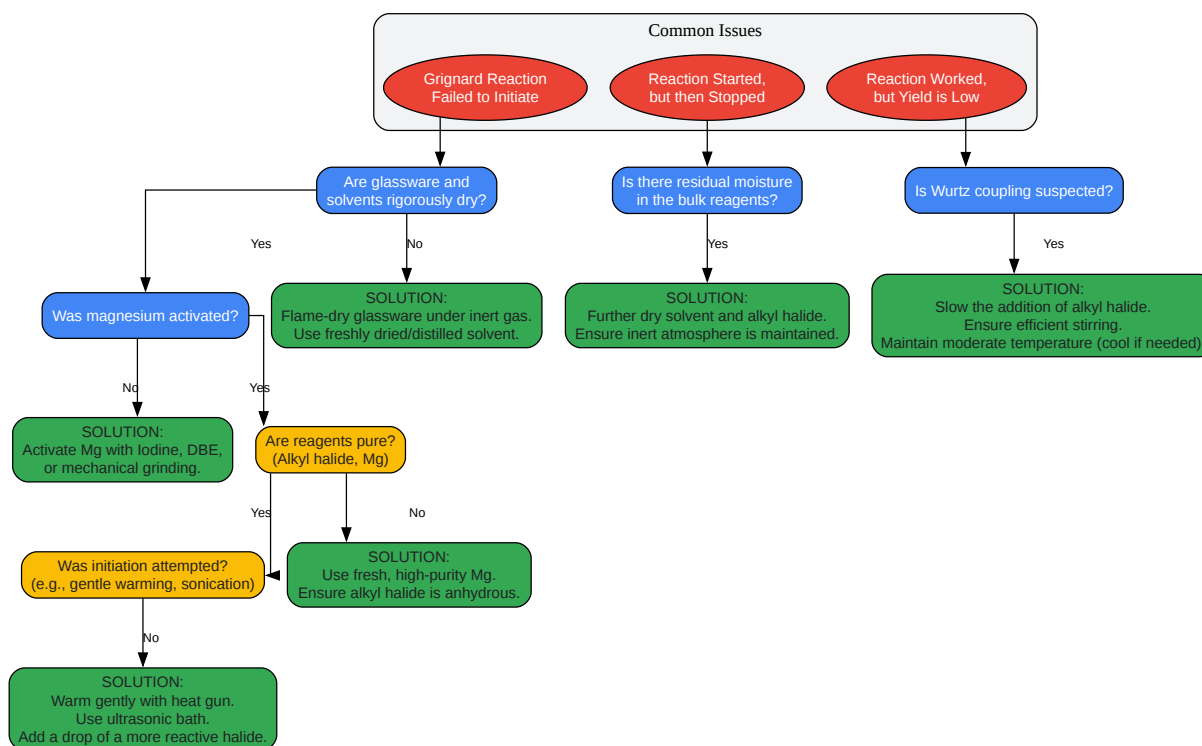 Common Issues
Grignard Reaction
Failed to Initiate
Reaction Started,
but then Stopped
Reaction Worked,
but Yield is Low
Are glassware and
solvents rigorously dry?
Is there residual moisture
in the bulk reagents?
Is Wurtz coupling suspected?
Yes
No
Yes
Yes
Was magnesium activated?
SOLUTION:
Flame-dry glassware under inert gas.
Use freshly dried/distilled solvent.
SOLUTION:
Further dry solvent and alkyl halide.
Ensure inert atmosphere is maintained.
SOLUTION:
Slow the addition of alkyl halide.
Ensure efficient stirring.
Maintain moderate temperature (cool if needed)
No
Yes
SOLUTION:
Activate Mg with Iodine, DBE,
or mechanical grinding.
Are reagents pure?
(Alkyl halide, Mg)
Yes
No
Was initiation attempted?
(e.g., gentle warming, sonication)
SOLUTION:
Use fresh, high-purity Mg.
Ensure alkyl halide is anhydrous.
No
SOLUTION:
Warm gently with heat gun.
Use ultrasonic bath.
Add a drop of a more reactive halide.